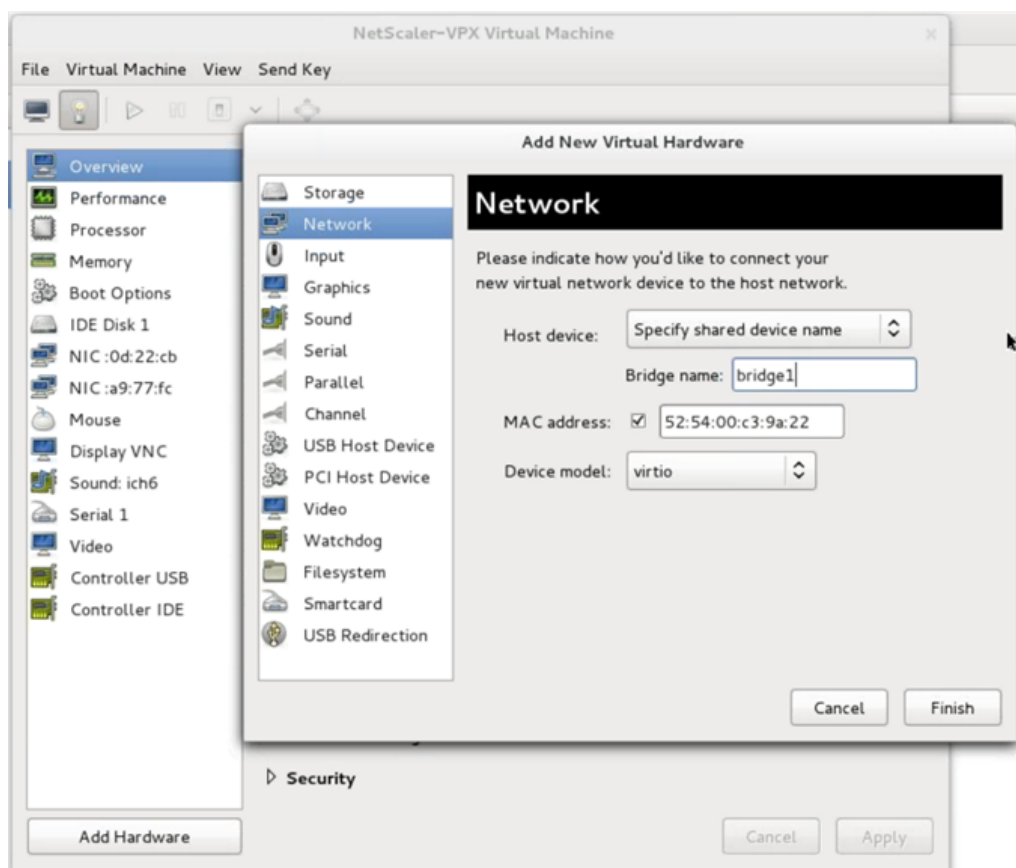 NetScaler-VPX Virtual Machine
File Virtual Machine View Send Key
Add New Virtual Hardware
Overview
Performance
Processor
Memory
Boot Options
IDE Disk 1
NIC :0d:22:cb
NIC :a9:77:fc
Mouse
Display VNC
Sound: ich6
Serial 1
Video
Controller USB
Controller IDE
Add Hardware
Storage
Network
Input
Graphics
Sound
Serial
Parallel
Channel
USB Host Device
PCI Host Device
Video
Watchdog
Filesystem
Smartcard
USB Redirection
Network
Please indicate how you'd like to connect your
new virtual network device to the host network.
Host device: Specify shared device name
Bridge name: bridge1
MAC address: 52:54:00:c3:9a:22
Device model: virtio
Cancel Finish
Security
Cancel Apply